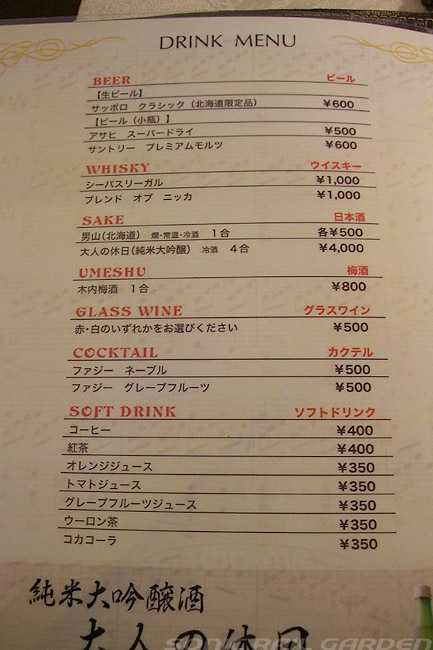 DRINK MENU
BEER ビール
【生ビール】
サッポロ クラシック（北海道限定品） ¥600
【ビール（小瓶）】
アサヒ スーパードライ ¥500
サントリー プレミアムモルツ ¥600
WHISKY ウイスキー
シーバスリーガル ¥1,000
ブレンド オブ ニッカ ¥1,000
SAKE 日本酒
男山（北海道） 燗・常温・冷酒 1合 各¥500
大人の休日（純米大吟醸） 冷酒 4合 ¥4,000
UMESHU 梅酒
木内梅酒 1合 ¥800
GLASS WINE グラスワイン
赤・白のいずれかをお選びください ¥500
COCKTAIL カクテル
ファジー ネーブル ¥500
ファジー グレープフルーツ ¥500
SOFT DRINK ソフトドリンク
コーヒー ¥400
紅茶 ¥400
オレンジジュース ¥350
トマトジュース ¥350
グレープフルーツジュース ¥350
ウーロン茶 ¥350
コカコーラ ¥350
純米大吟醸酒
大人の休日
GARDEN